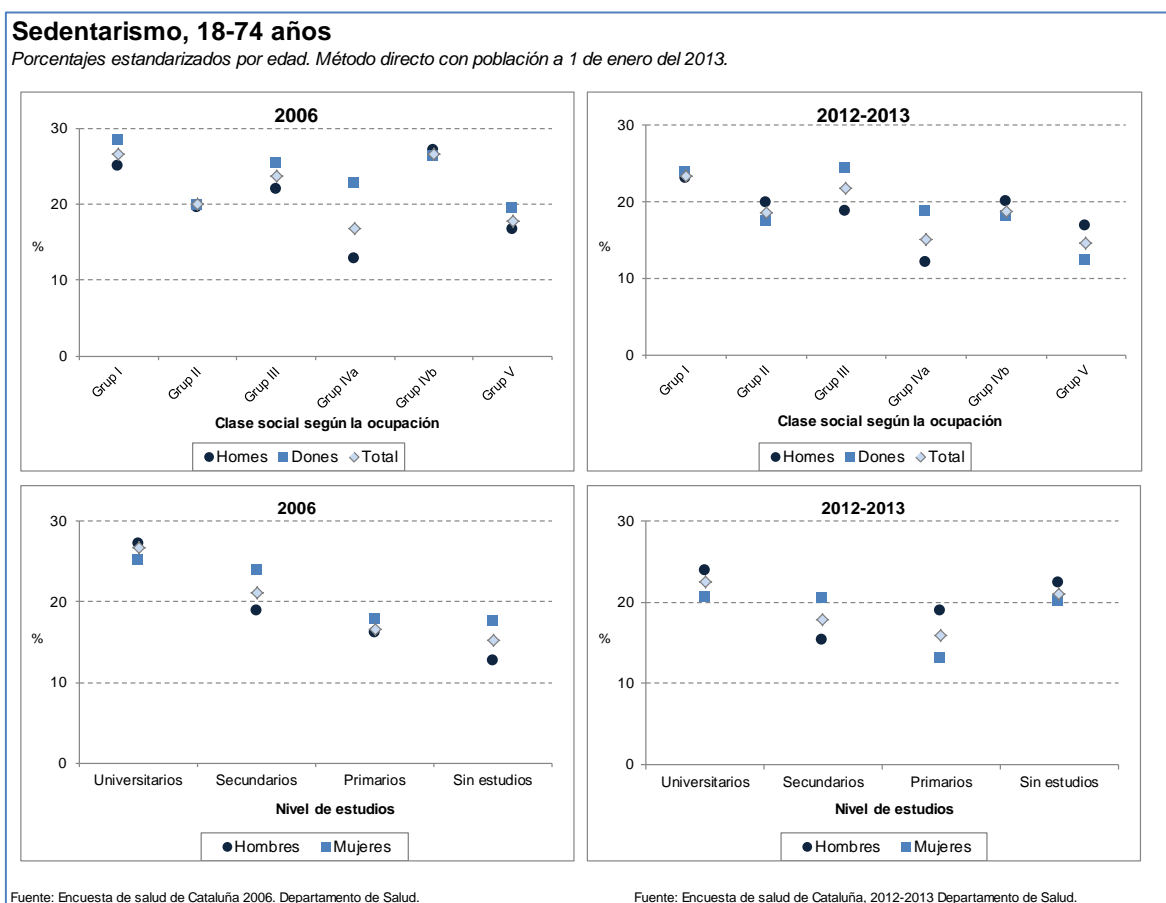 Sedentarismo, 18-74 años
Porcentajes estandarizados por edad. Método directo con población a 1 de enero del 2013.
2006
30
20
%
10
0
Grup I
Grup II
Grup III
Grup IVa
Grup IVb
Grup V
Clase social según la ocupación
Homes Dones Total
2012-2013
30
20
%
10
0
Grup I
Grup II
Grup III
Grup IVa
Grup IVb
Grup V
Clase social según la ocupación
Homes Dones Total
2006
30
20
%
10
0
Universitarios Secundarios Primarios Sin estudios
Nivel de estudios
Hombres Mujeres
2012-2013
30
20
%
10
0
Universitarios Secundarios Primarios Sin estudios
Nivel de estudios
Hombres Mujeres
Fuente: Encuesta de salud de Cataluña 2006. Departamento de Salud.
Fuente: Encuesta de salud de Cataluña, 2012-2013 Departamento de Salud.